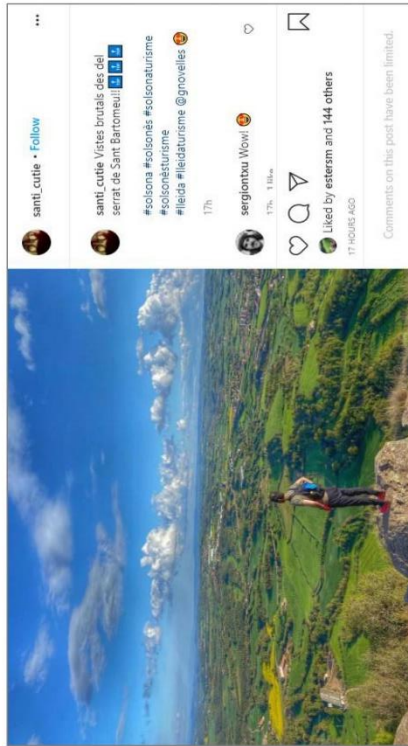 santi_cutie • Follow
santi_cutie Vistes brutals des del
serrat de Sant Bartomeu!!🔝🔝🔝
#solsona #solsonès #solsonaturisme
#solsonèsturisme
#lleida #lleidaturisme @gnovelles 🤩
17h
sergiontxu Wow! 🤩
17h 1 like
Liked by estersm and 144 others
17 HOURS AGO
Comments on this post have been limited.